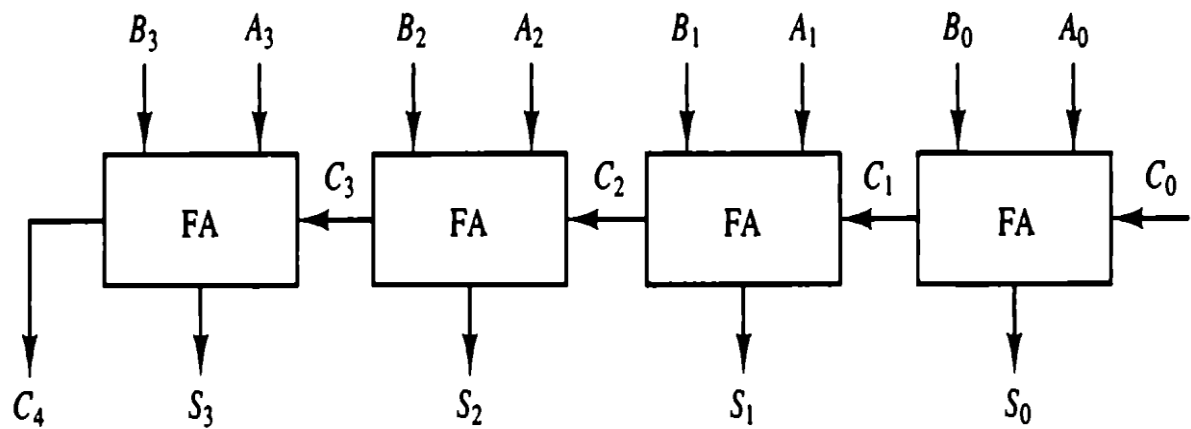 B₃ A₃ B₂ A₂ B₁ A₁ B₀ A₀
C₃ C₂ C₁ C₀
FA FA FA FA
C₄ S₃ S₂ S₁ S₀